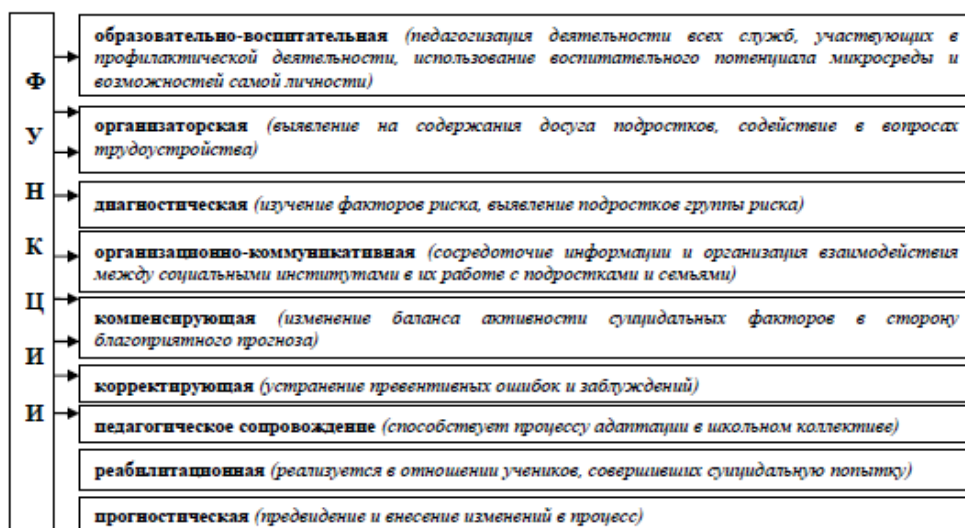 ФУНКЦИИ
образовательно-воспитательная (педагогизация деятельности всех служб, участвующих в
профилактической деятельности, использование воспитательного потенциала микросреды и
возможностей самой личности)
организаторская (выявление на содержания досуга подростков, содействие в вопросах
трудоустройства)
диагностическая (изучение факторов риска, выявление подростков группы риска)
организационно-коммуникативная (сосредоточие информации и организация взаимодействия
между социальными институтами в их работе с подростками и семьями)
компенсирующая (изменение баланса активности суицидальных факторов в сторону
благоприятного прогноза)
корректирующая (устранение превентивных ошибок и заблуждений)
педагогическое сопровождение (способствует процессу адаптации в школьном коллективе)
реабилитационная (реализуется в отношении учеников, совершивших суицидальную попытку)
прогностическая (предвидение и внесение изменений в процесс)